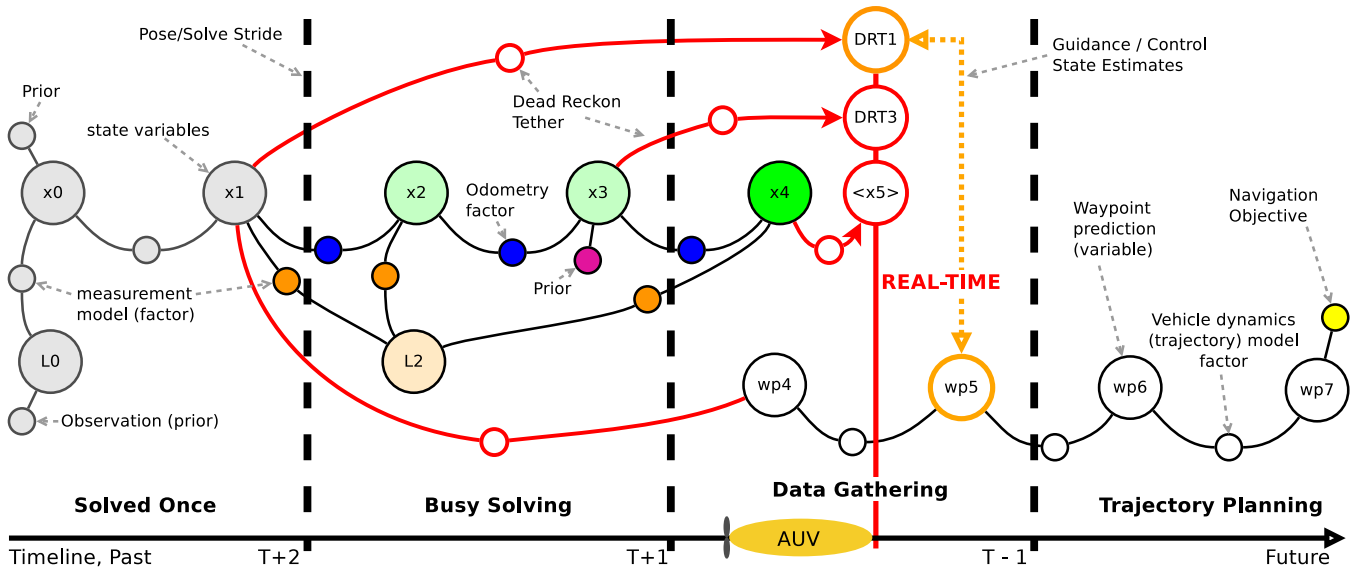 Pose/Solve Stride
DRT1
Guidance / Control
State Estimates
Prior
state variables
Dead Reckon
Tether
DRT3
x0
x1
x2
Odometry
factor
x3
x4
<x5>
Waypoint
prediction
(variable)
Navigation
Objective
measurement
model (factor)
Prior
REAL-TIME
Vehicle dynamics
(trajectory) model
factor
L0
L2
wp4
wp5
wp6
wp7
Observation (prior)
Solved Once
Busy Solving
Data Gathering
Trajectory Planning
AUV
Timeline, Past
T+2
T+1
T - 1
Future